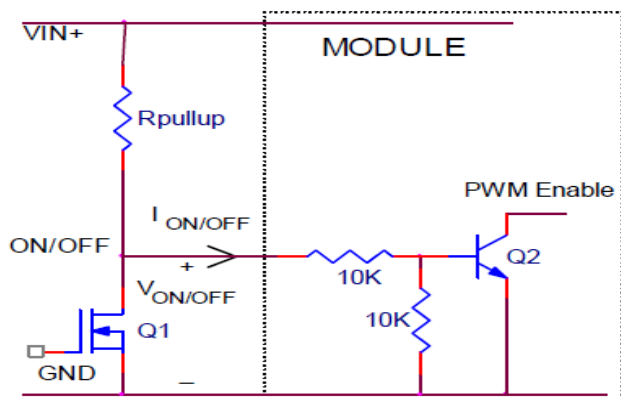 VIN+
MODULE
Rpullup
PWM Enable
I ON/OFF
ON/OFF
+
10K
Q2
V ON/OFF
10K
Q1
GND
_